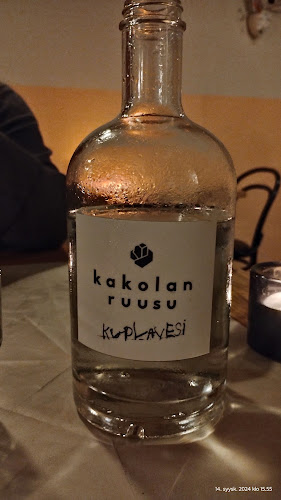 kakolan
ruusu
KUPLAVESI
14. syysk. 2024 klo 15.55